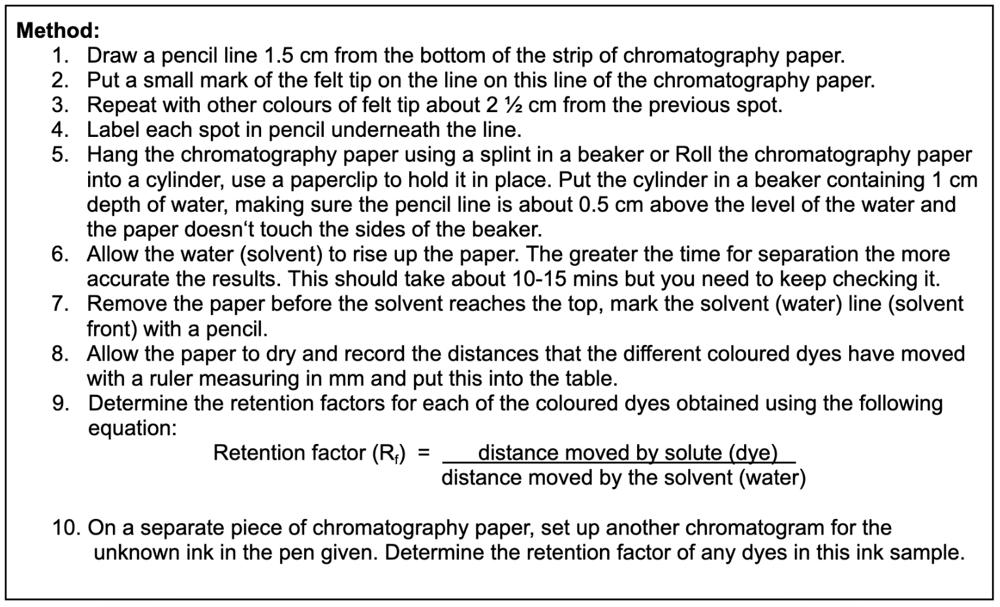 Method:
1. Draw a pencil line 1.5 cm from the bottom of the strip of chromatography paper.
2. Put a small mark of the felt tip on the line on this line of the chromatography paper.
3. Repeat with other colours of felt tip about 2 ½ cm from the previous spot.
4. Label each spot in pencil underneath the line.
5. Hang the chromatography paper using a splint in a beaker or Roll the chromatography paper
into a cylinder, use a paperclip to hold it in place. Put the cylinder in a beaker containing 1 cm
depth of water, making sure the pencil line is about 0.5 cm above the level of the water and
the paper doesn‘t touch the sides of the beaker.
6. Allow the water (solvent) to rise up the paper. The greater the time for separation the more
accurate the results. This should take about 10-15 mins but you need to keep checking it.
7. Remove the paper before the solvent reaches the top, mark the solvent (water) line (solvent
front) with a pencil.
8. Allow the paper to dry and record the distances that the different coloured dyes have moved
with a ruler measuring in mm and put this into the table.
9. Determine the retention factors for each of the coloured dyes obtained using the following
equation:
Retention factor (Rf) = distance moved by solute (dye)
distance moved by the solvent (water)
10. On a separate piece of chromatography paper, set up another chromatogram for the
unknown ink in the pen given. Determine the retention factor of any dyes in this ink sample.